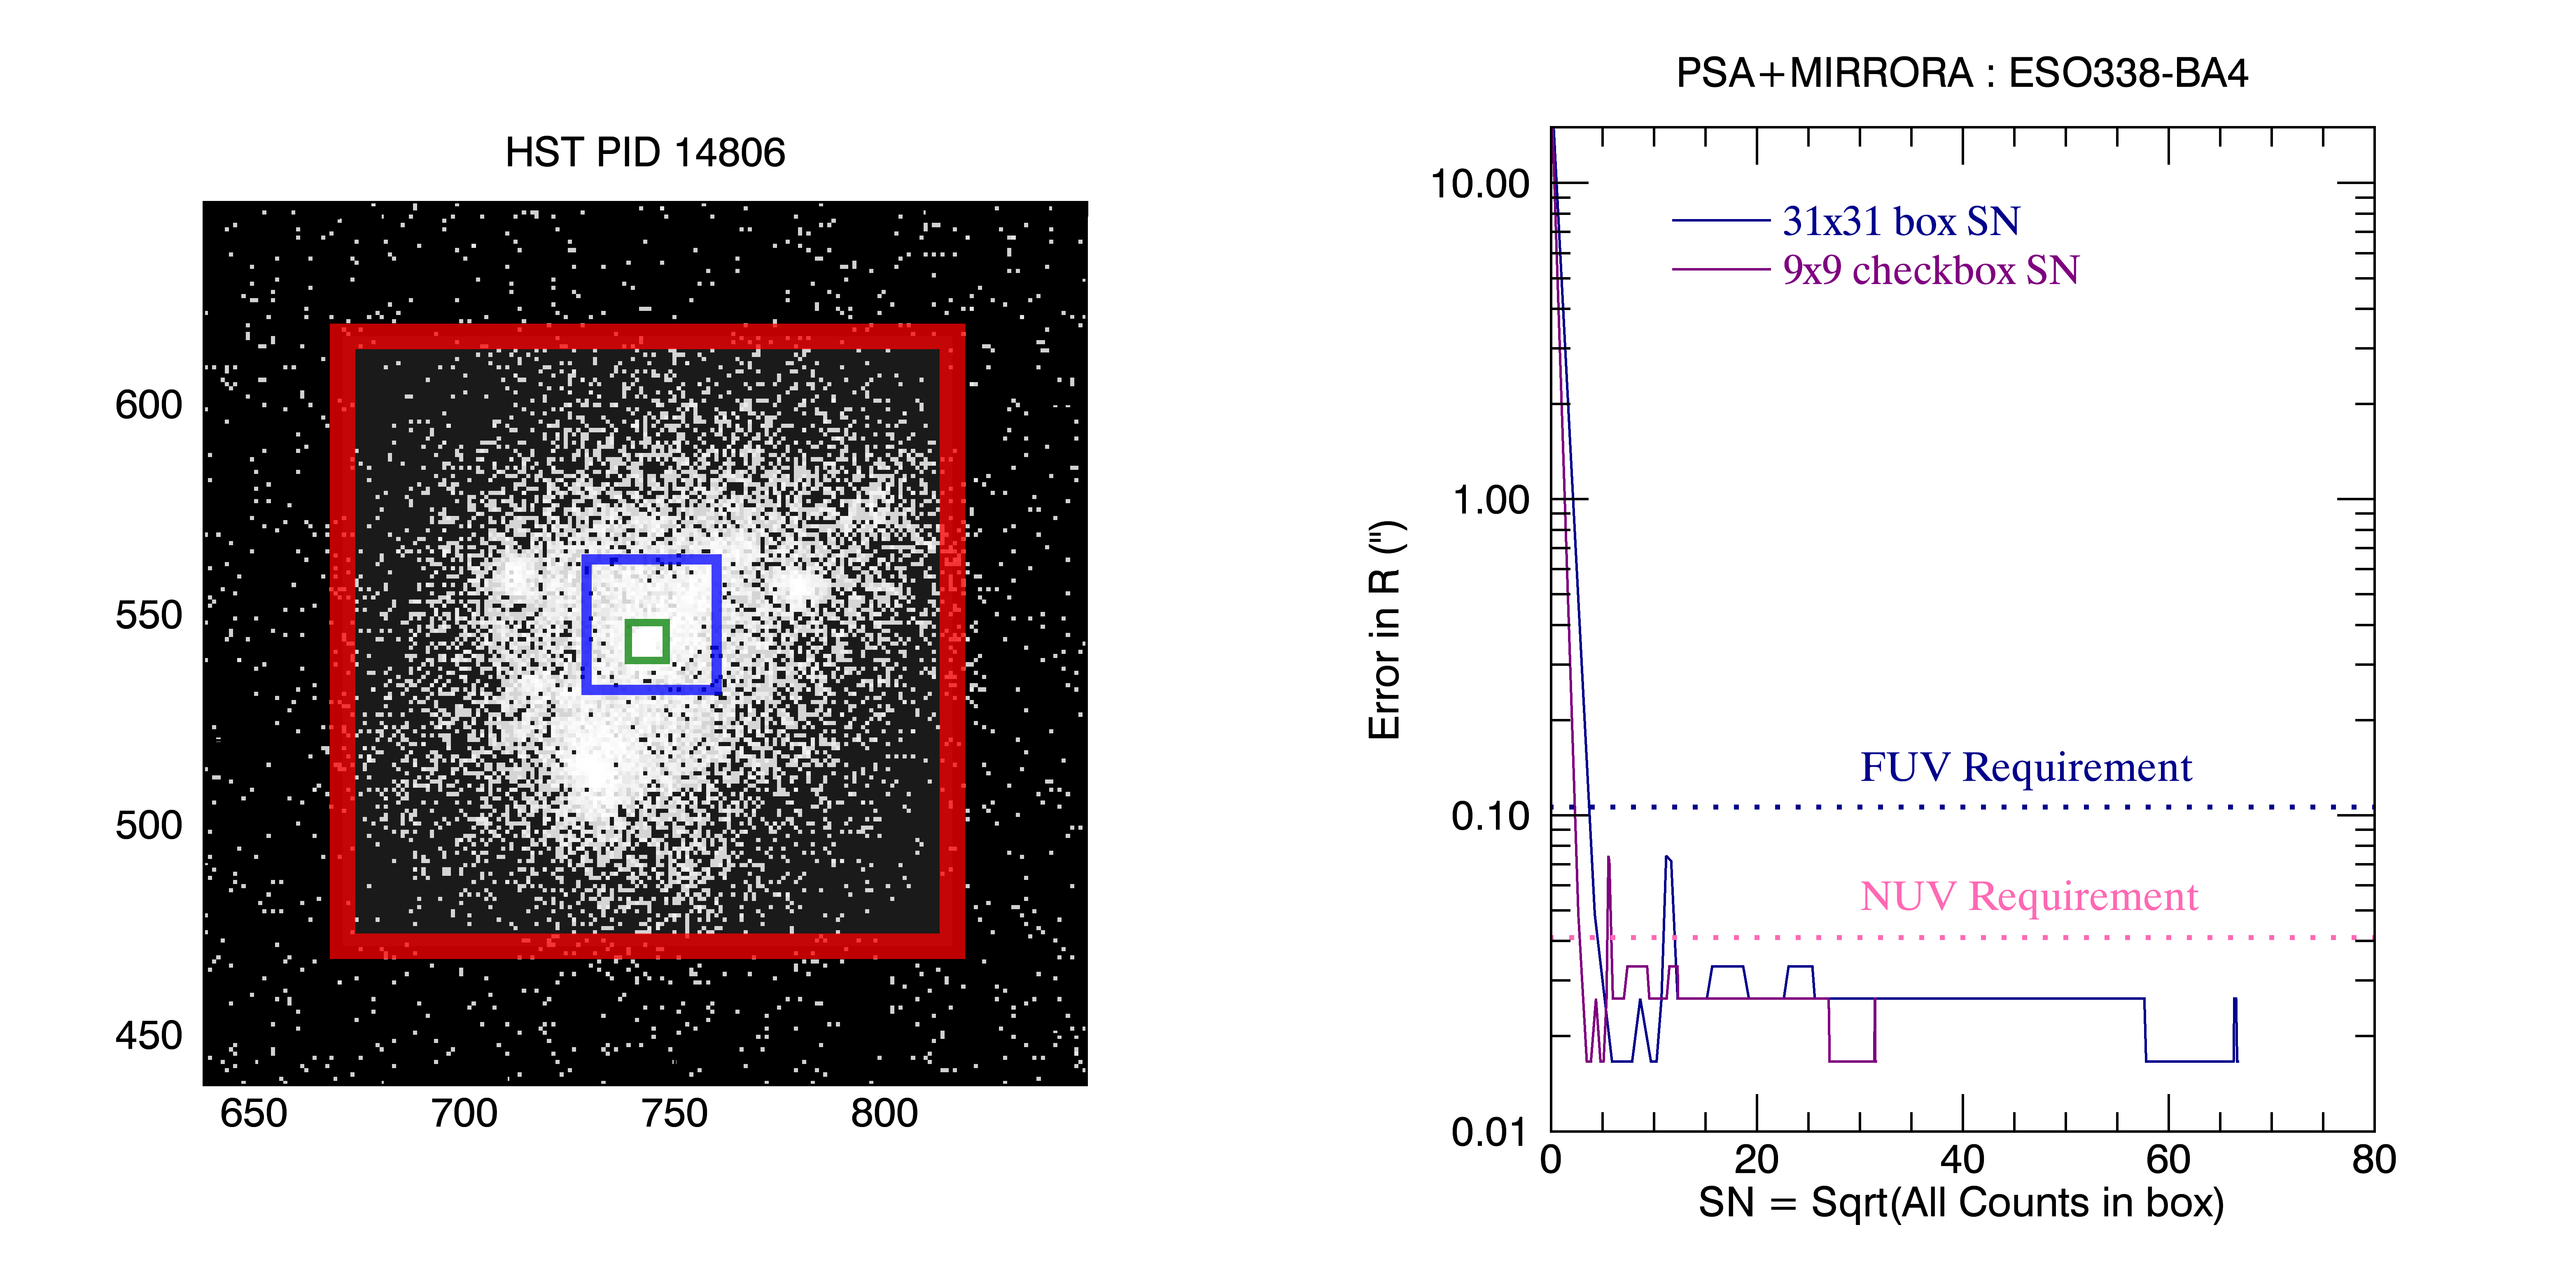 HST PID 14806
600
550
500
450
650 700 750 800
PSA+MIRRORA : ESO338-BA4
10.00
1.00
0.10
0.01
Error in R (")
31x31 box SN
9x9 checkbox SN
FUV Requirement
NUV Requirement
0 20 40 60 80
SN = Sqrt(All Counts in box)